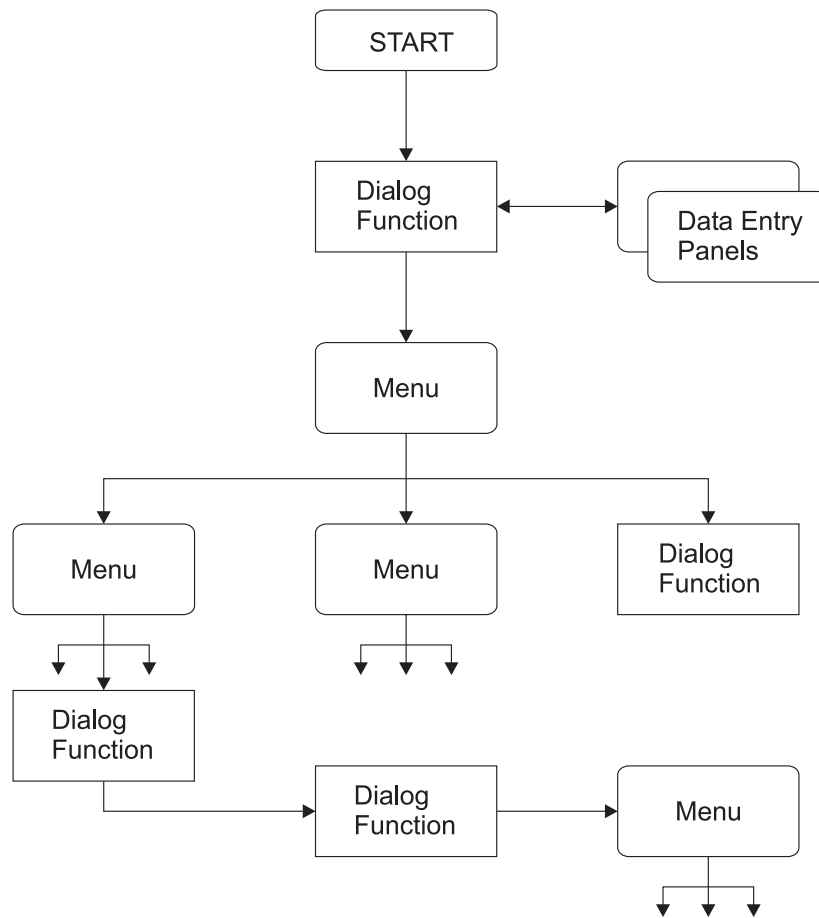 START
Dialog
Function
Data Entry
Panels
Menu
Menu
Menu
Dialog
Function
Dialog
Function
Dialog
Function
Menu